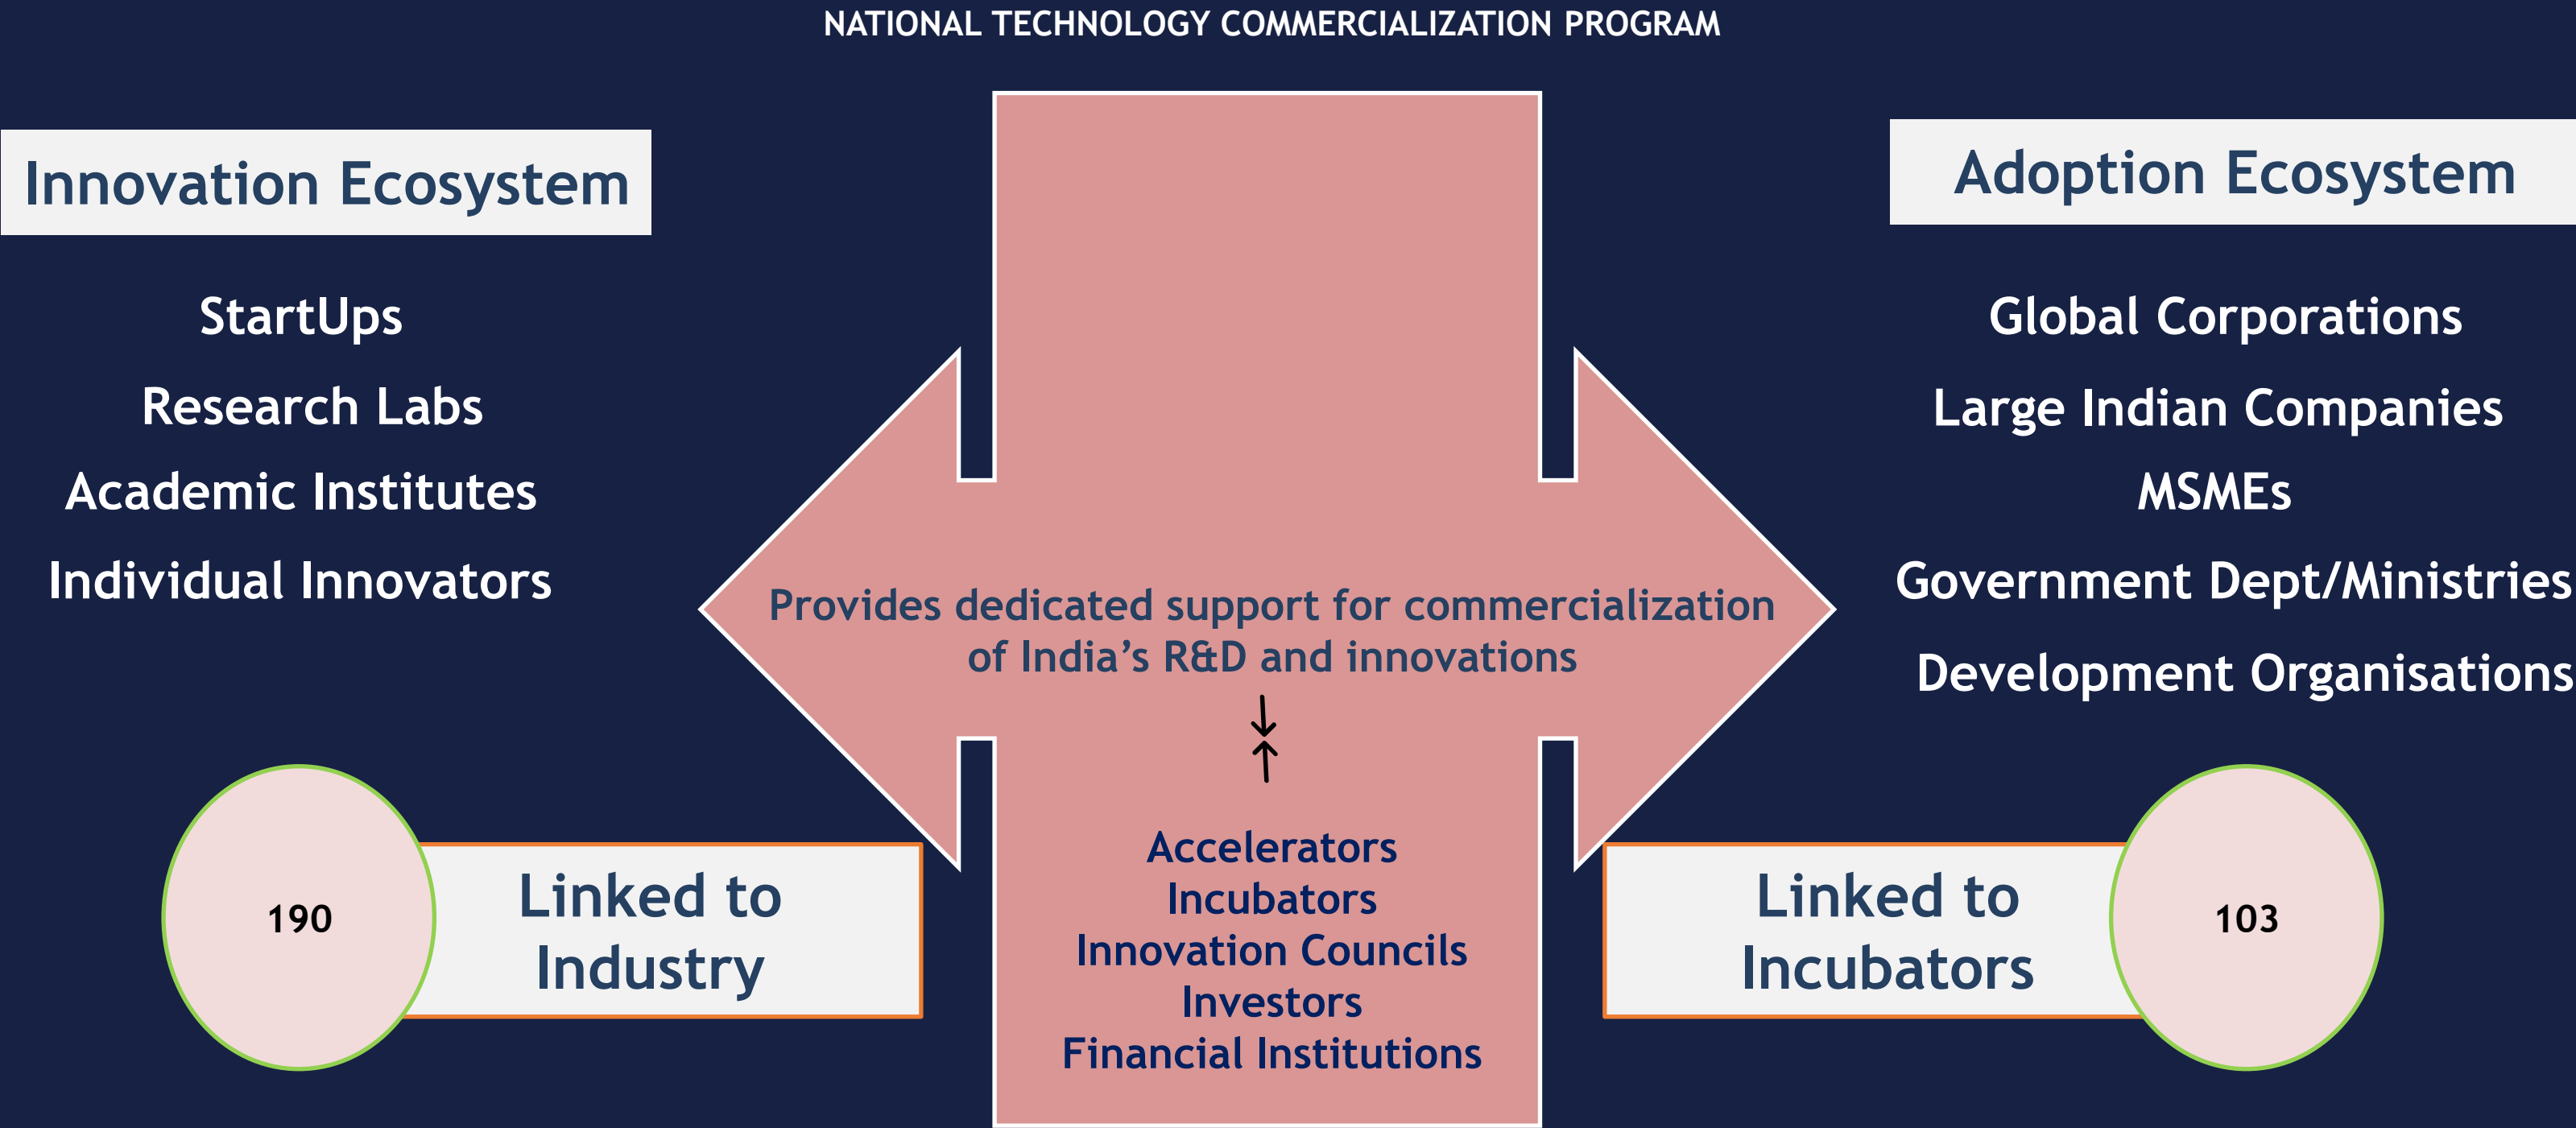 NATIONAL TECHNOLOGY COMMERCIALIZATION PROGRAM
Innovation Ecosystem
StartUps
Research Labs
Academic Institutes
Individual Innovators
Provides dedicated support for commercialization
of India’s R&D and innovations
Accelerators
Incubators
Innovation Councils
Investors
Financial Institutions
Adoption Ecosystem
Global Corporations
Large Indian Companies
MSMEs
Government Dept/Ministries
Development Organisations
190
Linked to
Industry
Linked to
Incubators
103